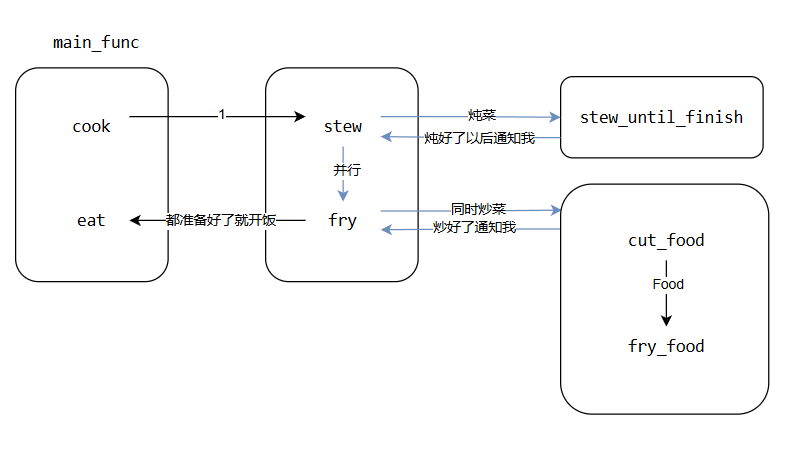 main_func
cook
1
stew
炖菜
炖好了以后通知我
stew_until_finish
并行
eat
都准备好了就开饭
fry
同时炒菜
炒好了通知我
cut_food
Food
fry_food